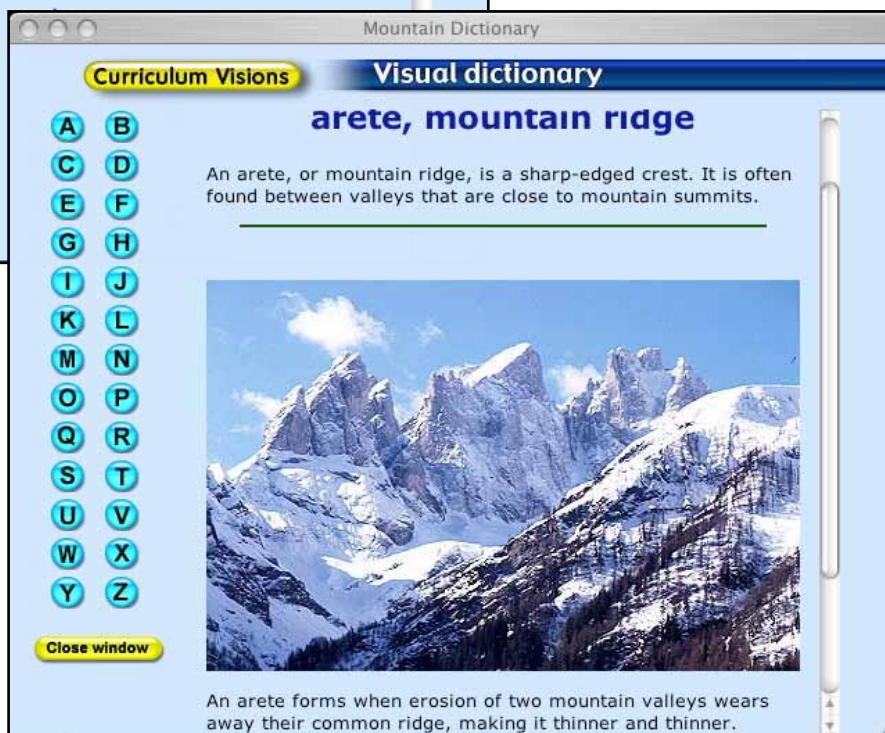 Mountain Dictionary
Curriculum Visions
Visual dictionary
arete, mountain ridge
An arete, or mountain ridge, is a sharp-edged crest. It is often
found between valleys that are close to mountain summits.
A B
C D
E F
G H
I J
K L
M N
O P
Q R
S T
U V
W X
Y Z
Close window
An arete forms when erosion of two mountain valleys wears
away their common ridge, making it thinner and thinner.